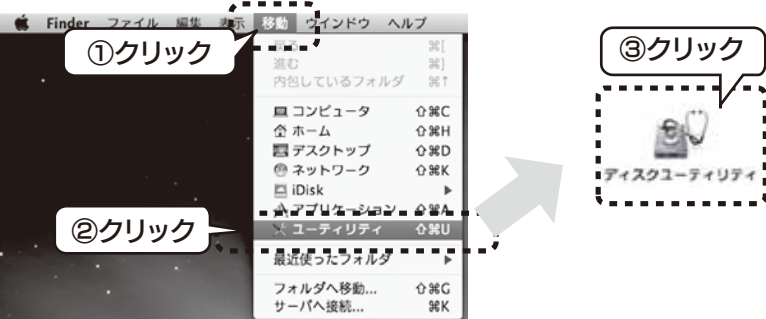 Finder ファイル 編集 表示 移動 ウインドウ ヘルプ
①クリック
戻る ⌘[
進む ⌘]
内包しているフォルダ ⌘↑
コンピュータ ⇧⌘C
ホーム ⇧⌘H
デスクトップ ⇧⌘D
ネットワーク ⇧⌘K
iDisk ▶
アプリケーション ⇧⌘A
②クリック
ユーティリティ ⇧⌘U
最近使ったフォルダ ▶
フォルダへ移動... ⇧⌘G
サーバへ接続... ⌘K
③クリック
ディスクユーティリティ